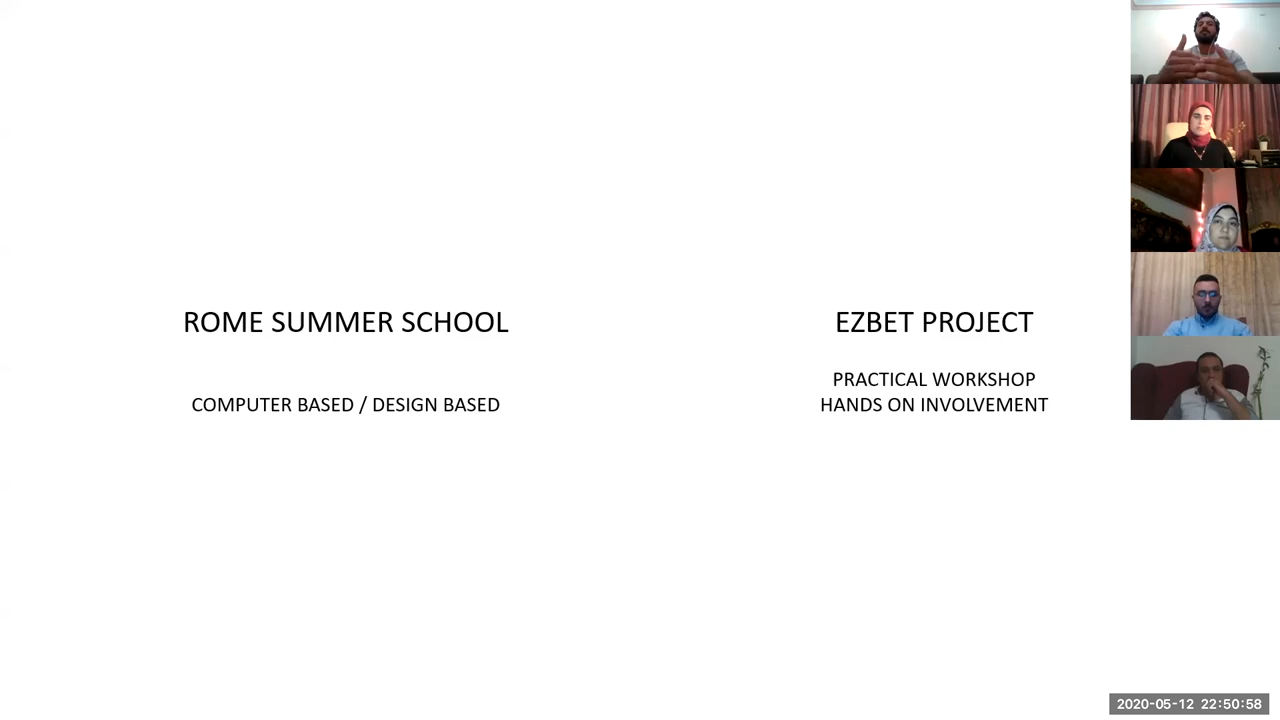 ROME SUMMER SCHOOL
COMPUTER BASED / DESIGN BASED
EZBET PROJECT
PRACTICAL WORKSHOP
HANDS ON INVOLVEMENT
2020-05-12 22:50:58